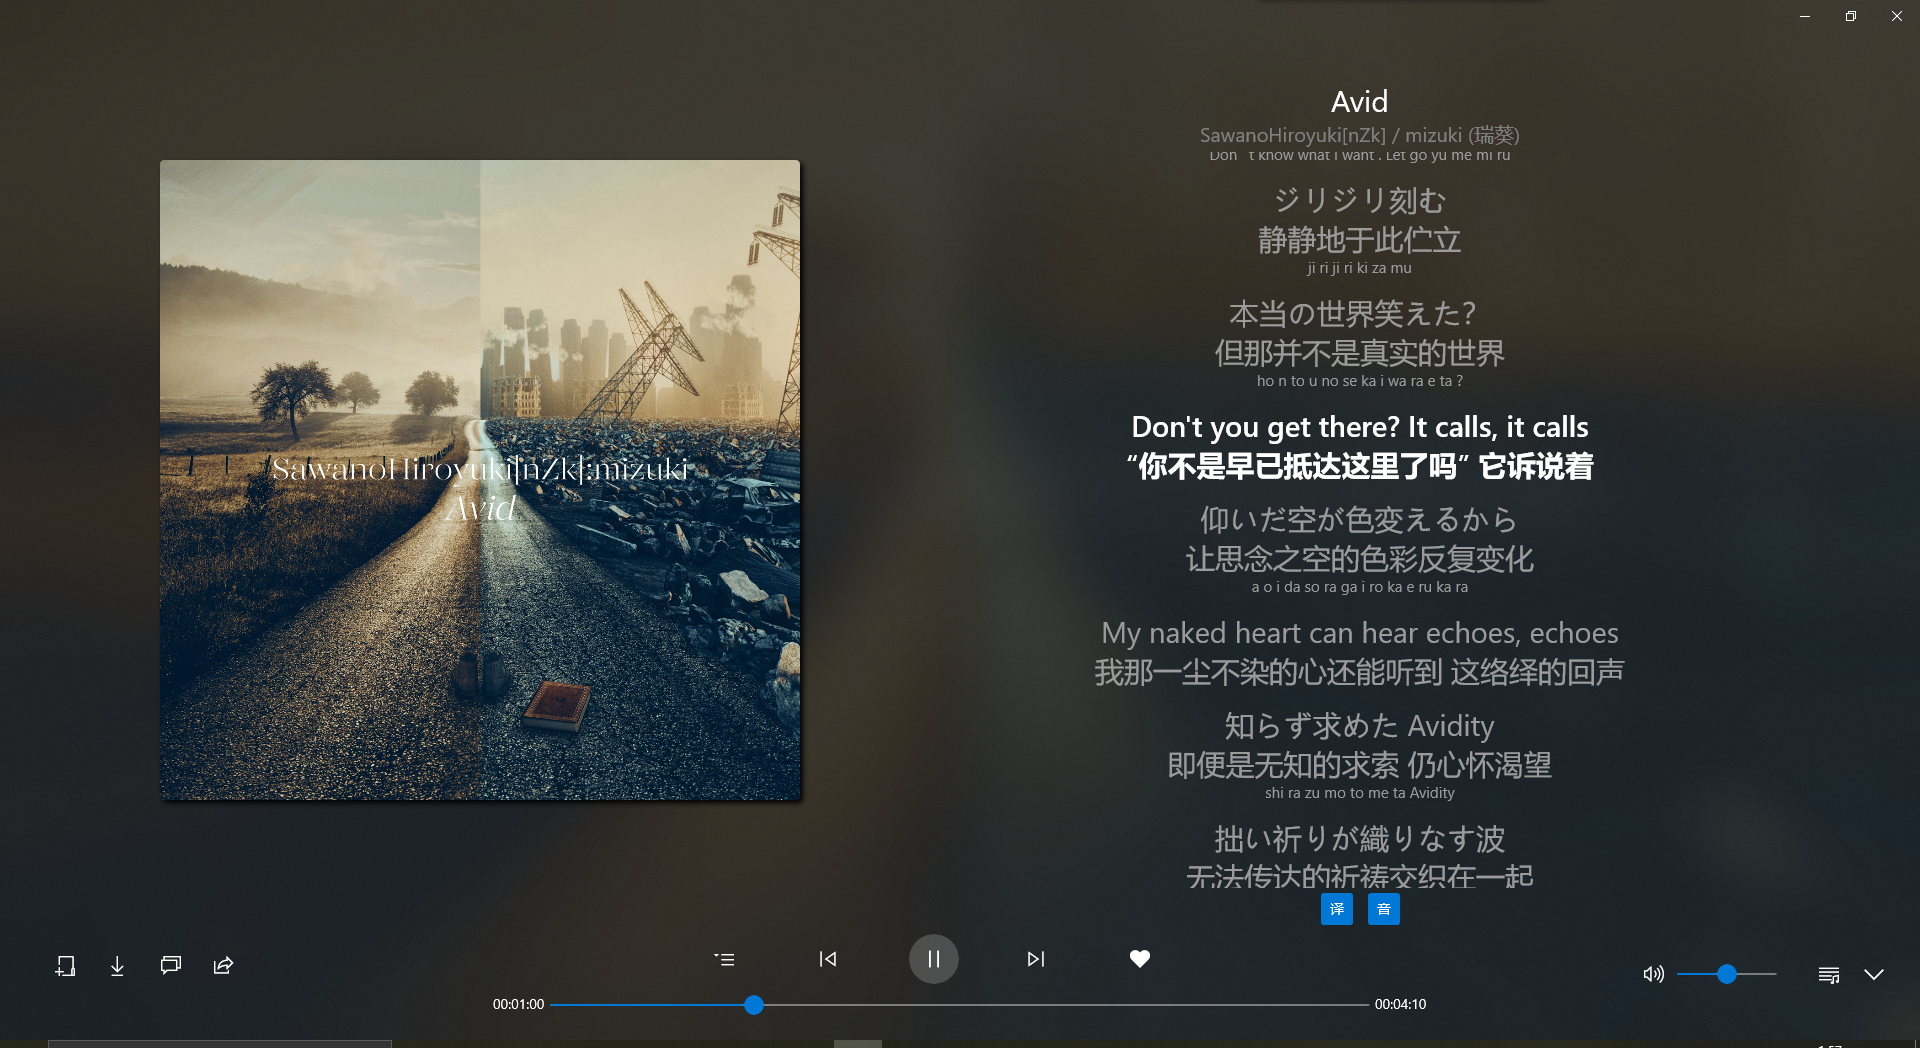 Avid
SawanoHiroyuki[nZk] / mizuki (瑞葵)
Don   t know what I want . Let go yu me mi ru
ジリジリ刻む
静静地于此伫立
ji ri ji ri ki za mu
本当の世界笑えた？
但那并不是真实的世界
ho n to u no se ka i wa ra e ta ?
Don't you get there? It calls, it calls
“你不是早已抵达这里了吗” 它诉说着
仰いだ空が色変えるから
让思念之空的色彩反复变化
a o i da so ra ga i ro ka e ru ka ra
My naked heart can hear echoes, echoes
我那一尘不染的心还能听到 这络绎的回声
知らず求めた Avidity
即便是无知的求索 仍心怀渴望
shi ra zu mo to me ta Avidity
拙い祈りが織りなす波
无法传达的祈祷交织在一起
译 音
SawanoHiroyuki[nZk]:mizuki
Avid
00:01:00
00:04:10